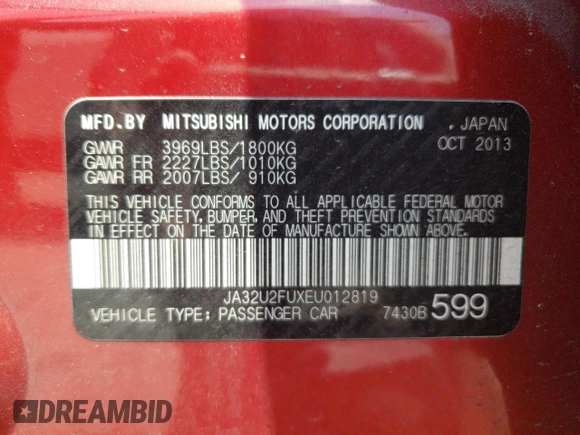 MFD.BY MITSUBISHI MOTORS CORPORATION , JAPAN
GVWR 3969LBS/1800KG OCT 2013
GAWR FR 2227LBS/1010KG
GAWR RR 2007LBS/ 910KG
THIS VEHICLE CONFORMS TO ALL APPLICABLE FEDERAL MOTOR
VEHICLE SAFETY, BUMPER, AND THEFT PREVENTION STANDARDS
IN EFFECT ON THE DATE OF MANUFACTURE SHOWN ABOVE.
JA32U2FUXEU012819
VEHICLE TYPE: PASSENGER CAR 7430B 599
DREAMBID